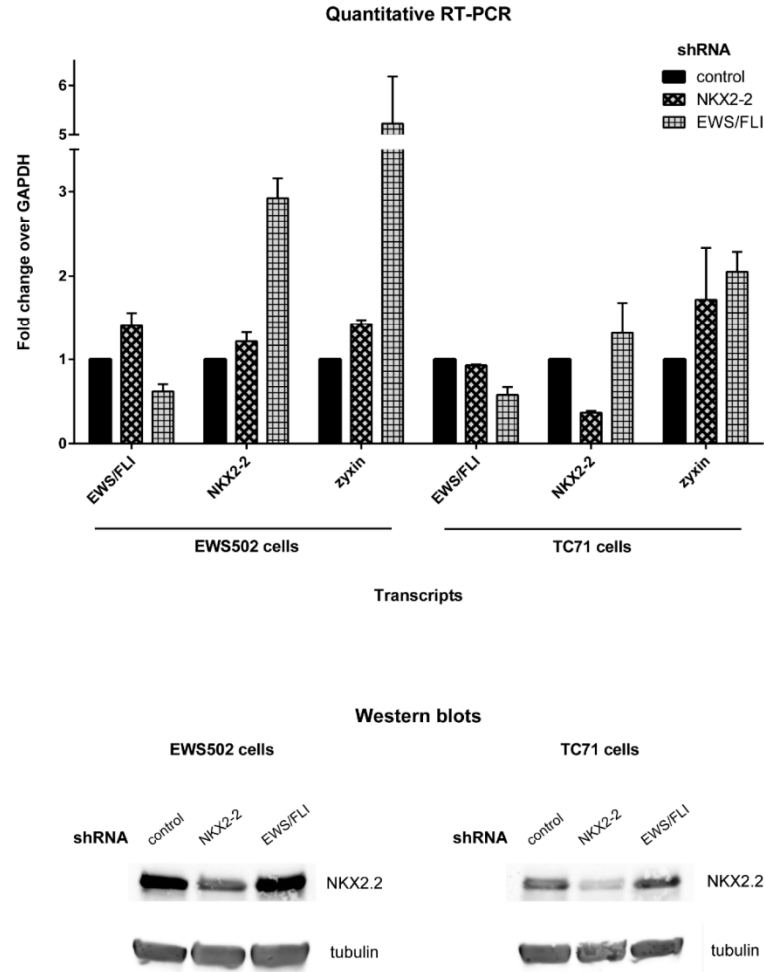 Quantitative RT-PCR
shRNA
control
NKX2-2
EWS/FLI
Fold change over GAPDH
6
5
3
2
1
0
EWS/FLI
NKX2-2
zyxin
EWS/FLI
NKX2-2
zyxin
EWS502 cells
TC71 cells
Transcripts
Western blots
EWS502 cells
TC71 cells
shRNA control NKX2-2 EWS/FLI
shRNA control NKX2-2 EWS/FLI
NKX2.2
NKX2.2
tubulin
tubulin